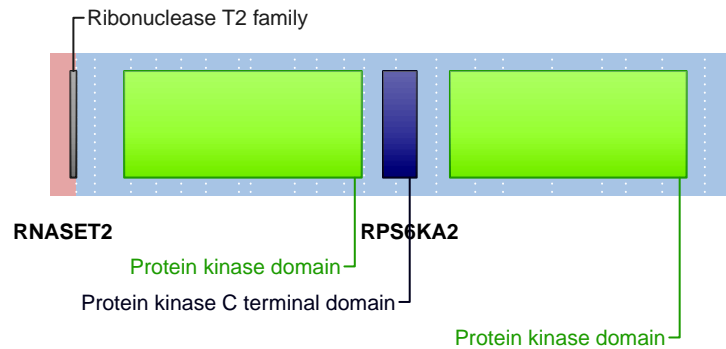 Ribonuclease T2 family
RNASET2
RPS6KA2
Protein kinase domain
Protein kinase C terminal domain
Protein kinase domain